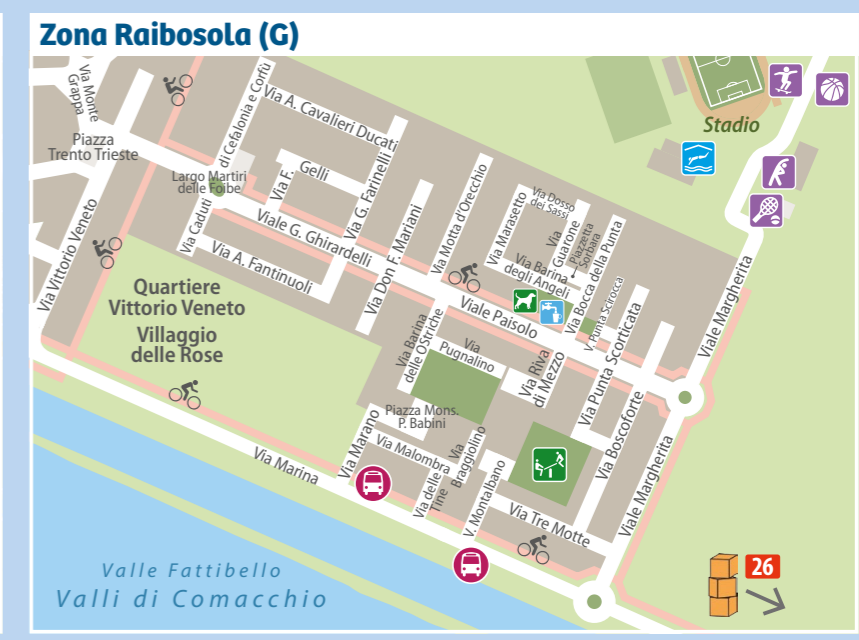 Zona Raibosola (G)
Via Monte
Grappa
Piazza
Trento Trieste
Via Vittorio Veneto
Largo Martiri
delle Foibe
Via Caduti
di Cefalonia e Corfù
Via A. Cavalieri Ducati
Via F.
Gelli
Via G. Farinelli
Viale G. Ghirardelli
Via A. Fantinuoli
Via Don F. Mariani
Via Motta d'Orecchio
Via Marasetto
Via Dosso
dei Sassi
Via
Guarone
Piazzetta
Sorbara
Via Barina
degli Angeli
Via Bocca della Punta
V. Punta Scirocca
Viale Paisolo
Stadio
Viale Margherita
Quartiere
Vittorio Veneto
Villaggio
delle Rose
Via Barina
delle OStriche
Via
Pugnalino
Via Riva
di Mezzo
Via Punta Scorticata
Via Boscoforte
Viale Margherita
Piazza Mons.
P. Babini
Via Marano
Via Malombra
Via
Braggiolino
Via delle
Tine
V. Montalbano
Via Tre Motte
Via Marina
Valle Fattibello
Valli di Comacchio
26